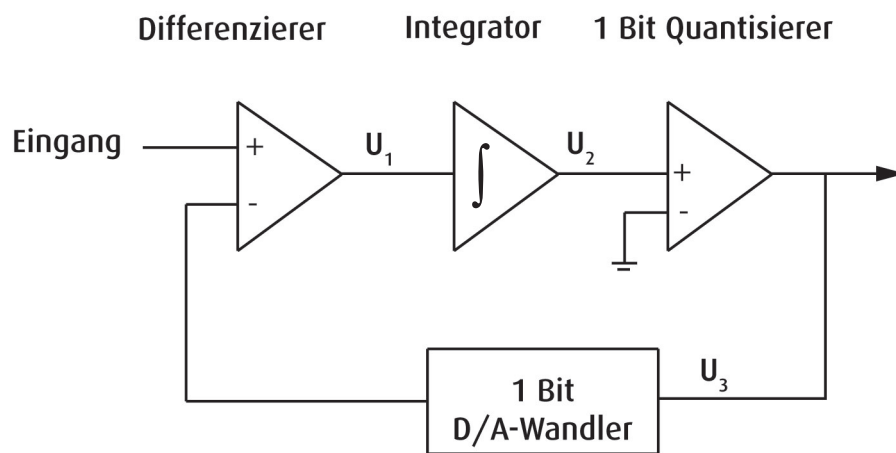 Differenzierer Integrator 1 Bit Quantisierer
Eingang + U₁ ∫ U₂ +
- -
1 Bit
D/A-Wandler
U₃